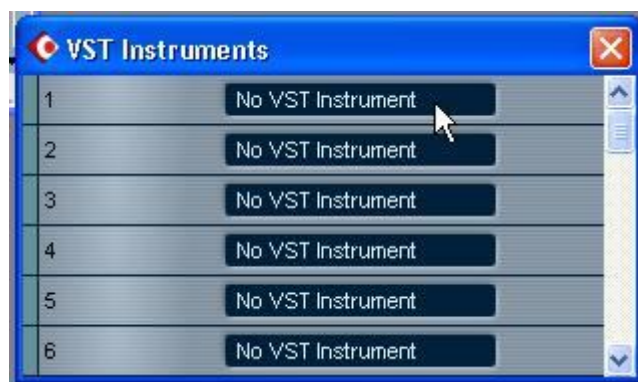 VST Instruments
1 No VST Instrument
2 No VST Instrument
3 No VST Instrument
4 No VST Instrument
5 No VST Instrument
6 No VST Instrument